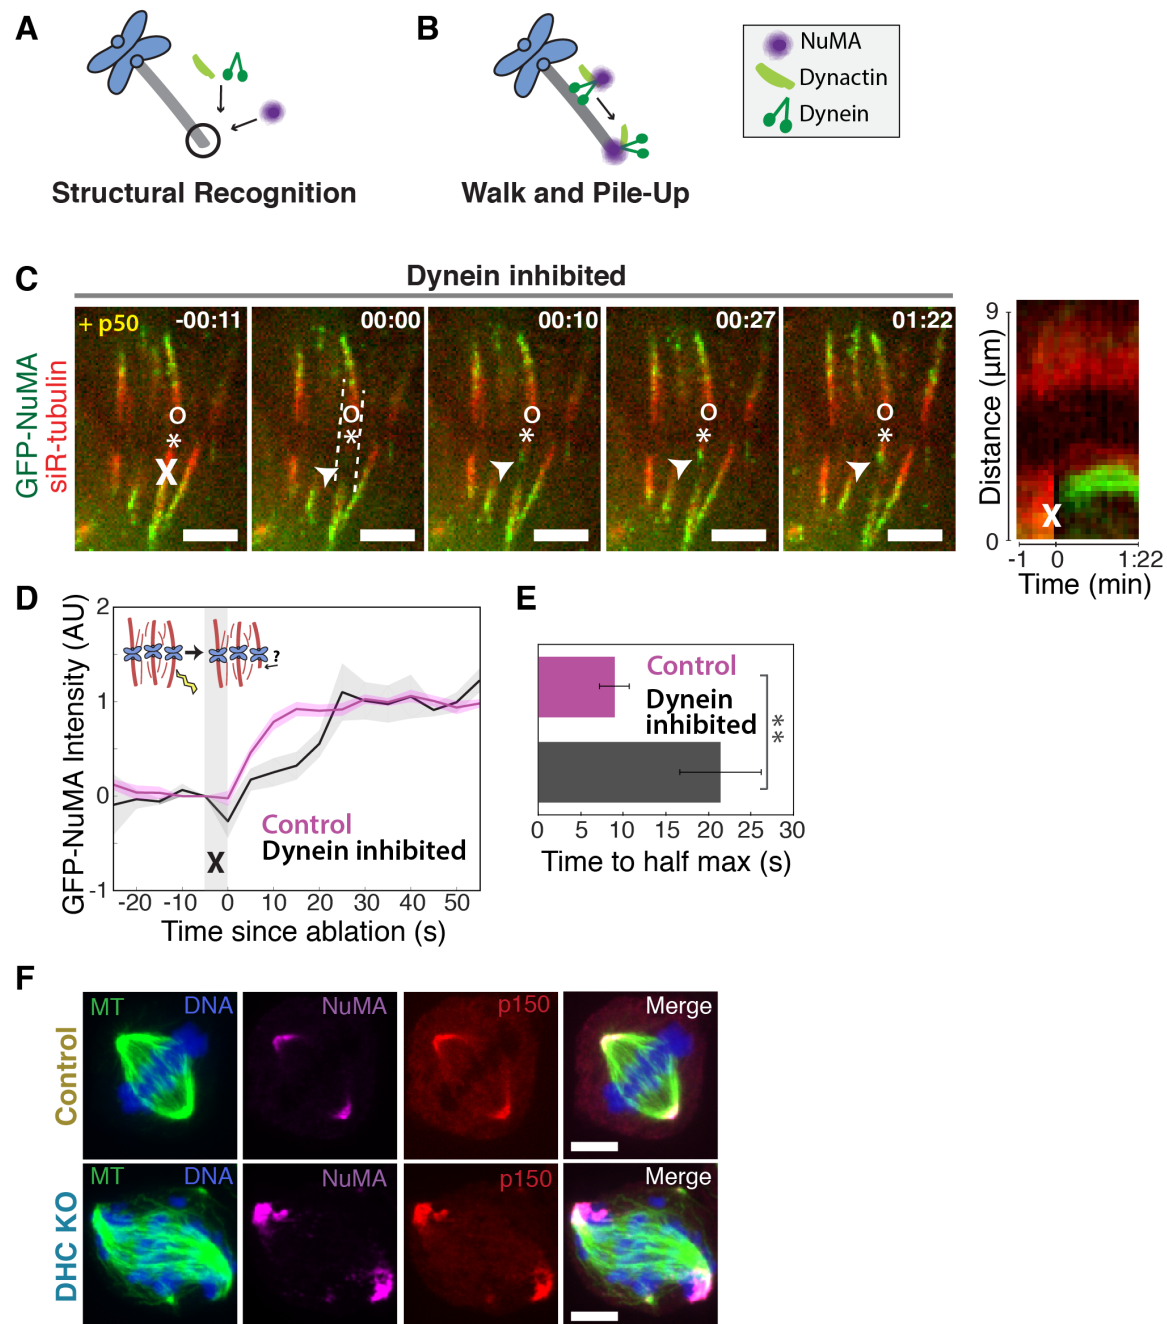 A
B
NuMA
Dynactin
Dynein
Structural Recognition
Walk and Pile-Up
C
Dynein inhibited
GFP-NuMA
siR-tubulin
+ p50
-00:11
00:00
00:10
00:27
01:22
O
*
X
O
*
O
*
O
*
O
*
Distance (µm)
9
0
X
-1
0
1:22
Time (min)
D
GFP-NuMA Intensity (AU)
2
1
0
-1
?
X
Control
Dynein inhibited
-20
-10
0
10
20
30
40
50
Time since ablation (s)
E
Control
Dynein
inhibited
**
0
5
10
15
20
25
30
Time to half max (s)
F
Control
MT
DNA
NuMA
p150
Merge
DHC KO
MT
DNA
NuMA
p150
Merge